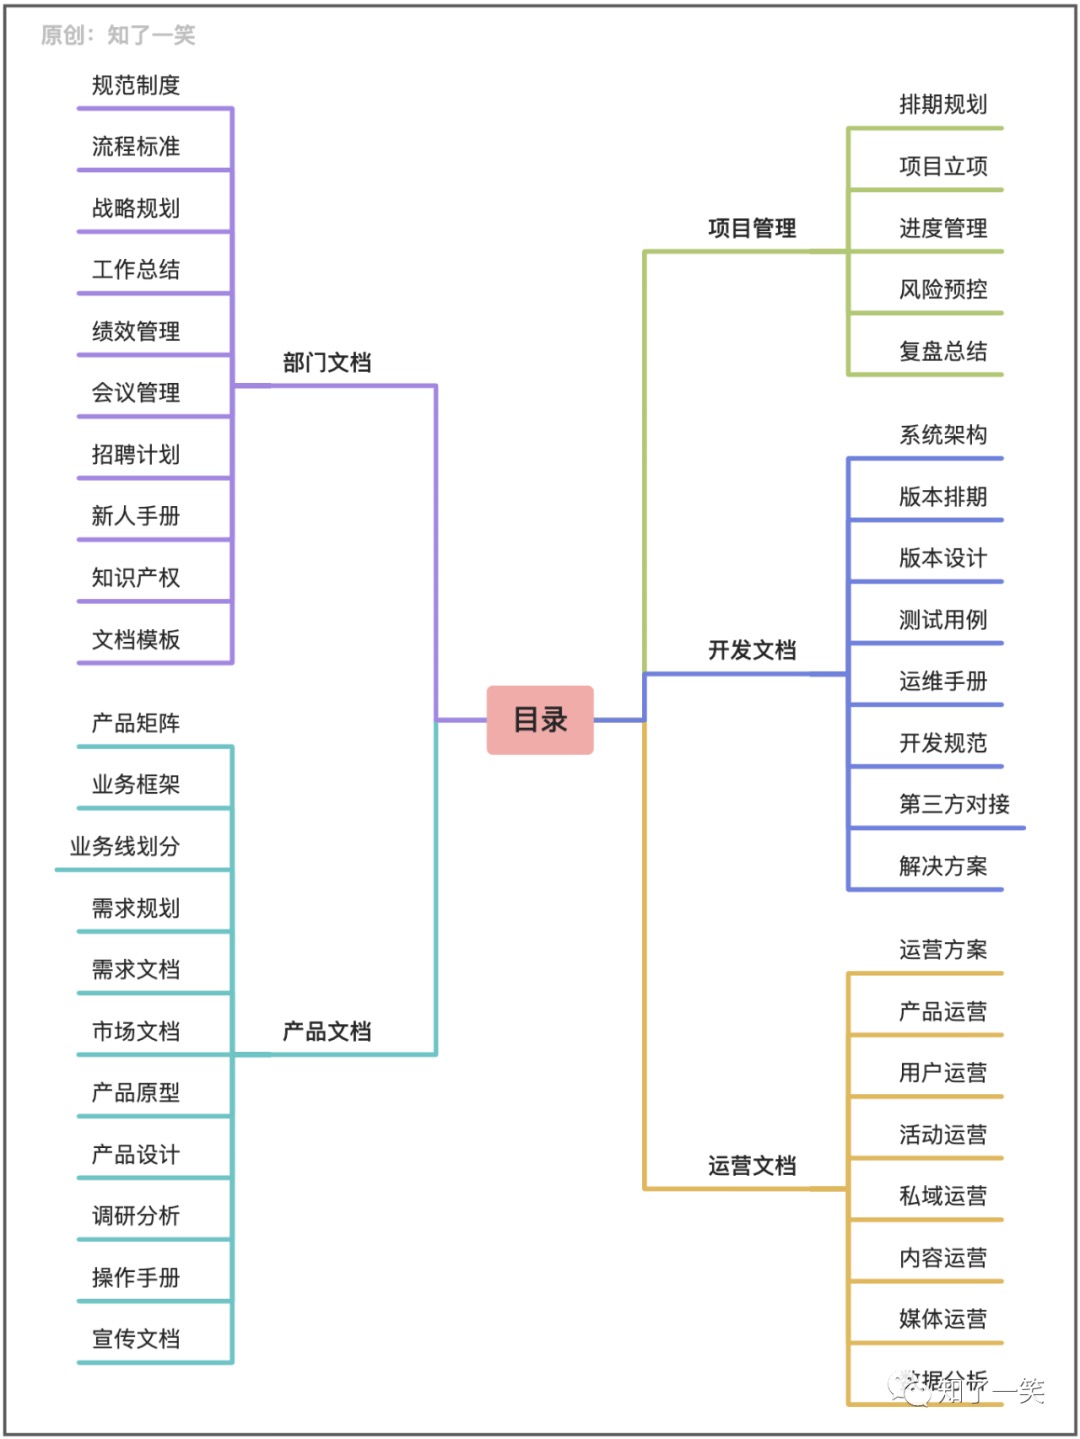 原创：知了一笑
规范制度
流程标准
战略规划
工作总结
绩效管理
会议管理
招聘计划
新人手册
知识产权
文档模板
部门文档
产品矩阵
业务框架
业务线划分
需求规划
需求文档
市场文档
产品原型
产品设计
调研分析
操作手册
宣传文档
产品文档
目录
项目管理
排期规划
项目立项
进度管理
风险预控
复盘总结
开发文档
系统架构
版本排期
版本设计
测试用例
运维手册
开发规范
第三方对接
解决方案
运营文档
运营方案
产品运营
用户运营
活动运营
私域运营
内容运营
媒体运营
据分析
知了一笑